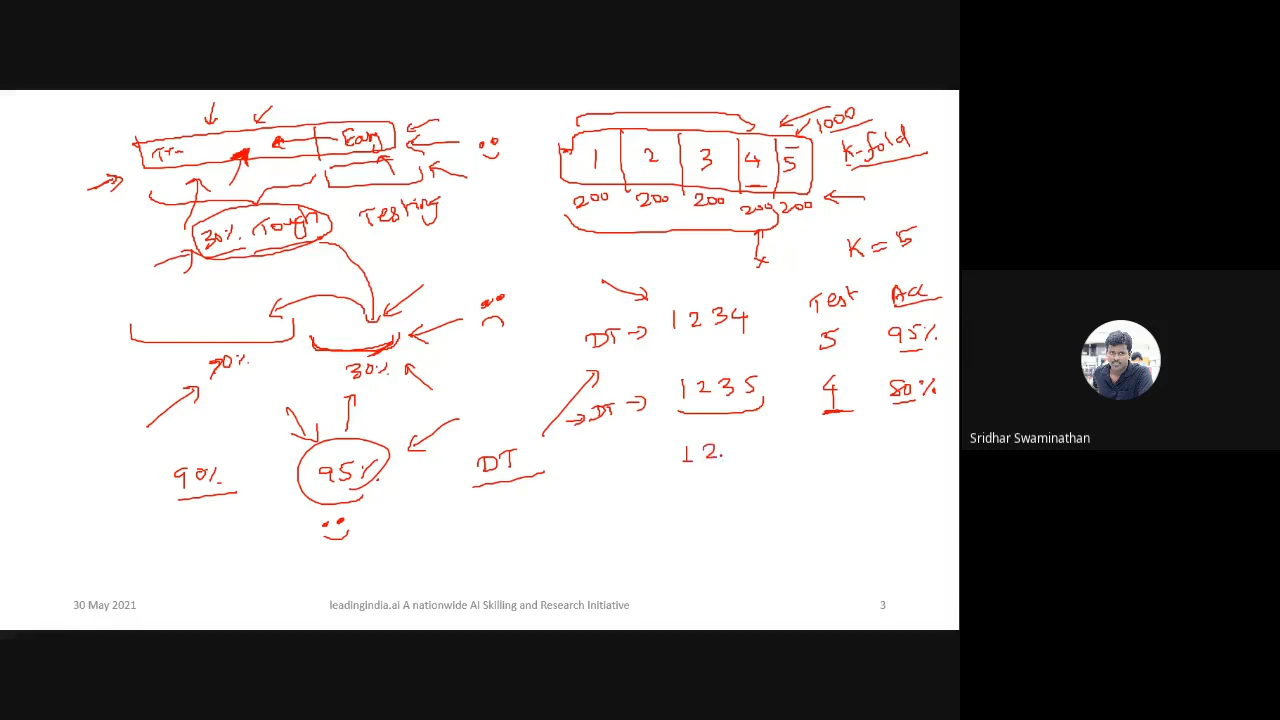 Tr-
Easy
30% Tough
Testing
70%
30%
90%
95%
DT
1000
K-fold
1 2 3 4 5
200 200 200 200 200
x
K = 5
Test Acc
DT → 1 2 3 4 5 95%
→ DT → 1 2 3 5 4 80%
1 2.
30 May 2021
leadingindia.ai A nationwide AI Skilling and Research Initiative
3
Sridhar Swaminathan